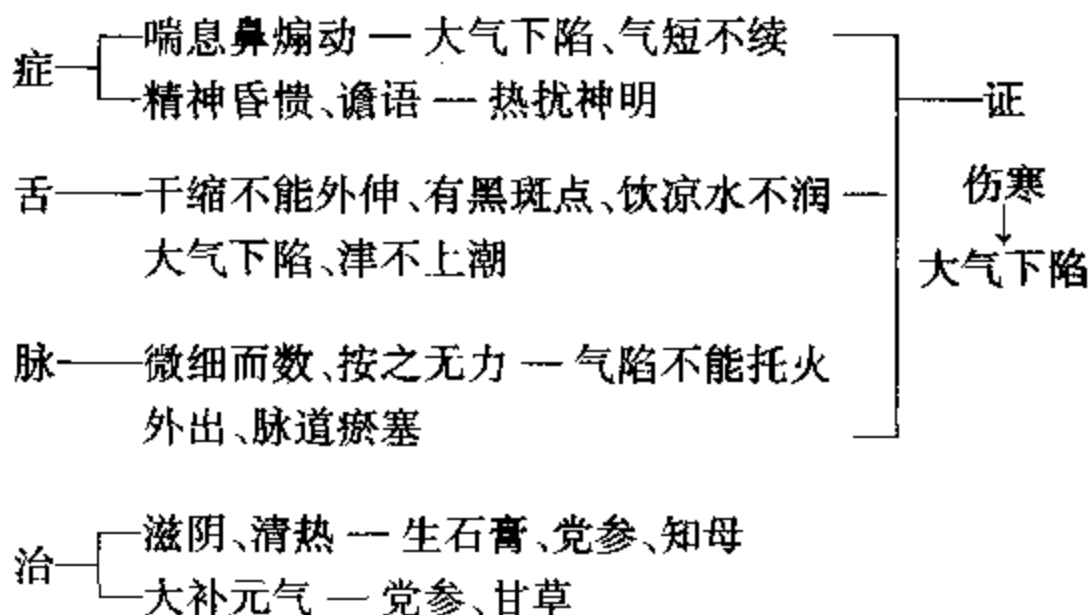 症
喘息鼻煽动 — 大气下陷、气短不续
精神昏愦、谵语 — 热扰神明
证
舌
干缩不能外伸、有黑斑点、饮凉水不润
大气下陷、津不上潮
伤寒
↓
大气下陷
脉
微细而数、按之无力 — 气陷不能托火
外出、脉道瘀塞
治
滋阴、清热 — 生石膏、党参、知母
大补元气 — 党参、甘草